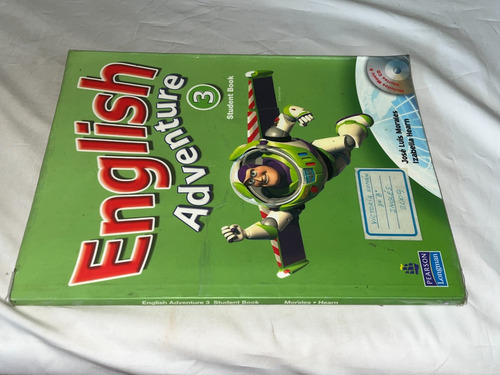 English
Adventure
3
Student Book
José Luis Morales
Izabella Hearn
INGLÉS
PEARSON
Longman
English Adventure 3 Student Book Morales • Hearn